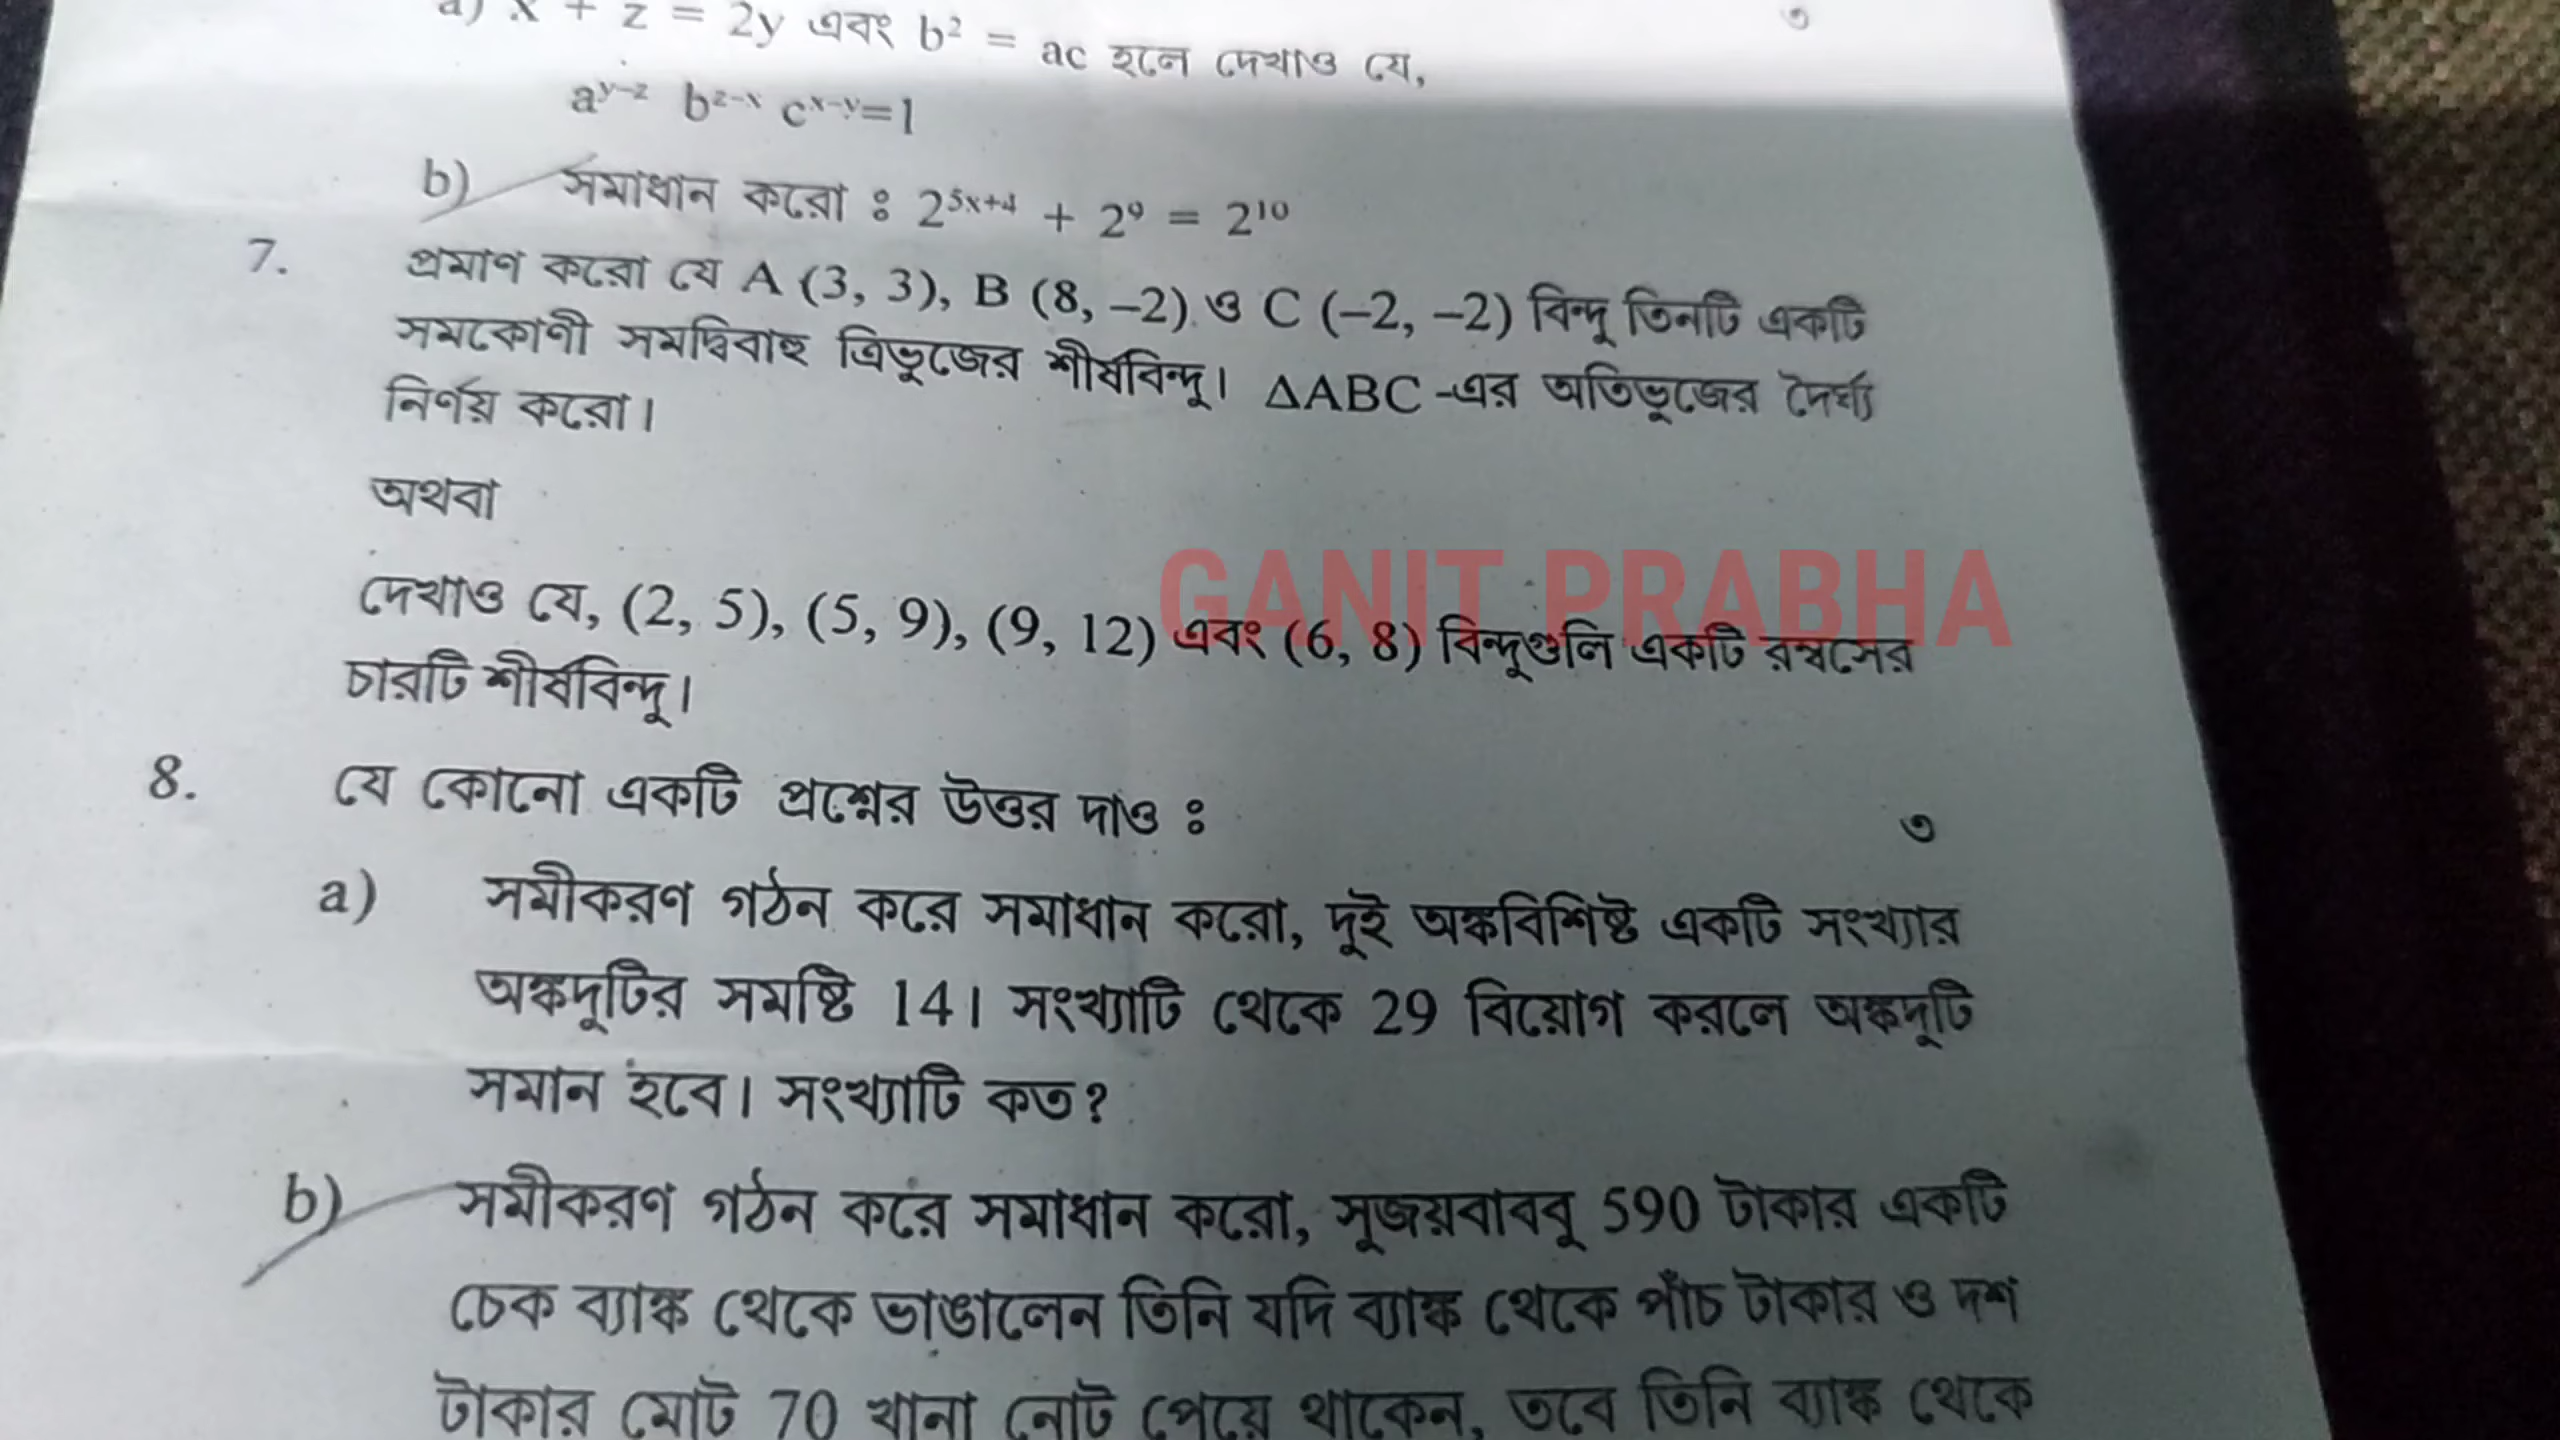 a) x + z = 2y এবং b² = ac হলে দেখাও যে, ৩
aʸ⁻ᶻ bᶻ⁻ˣ cˣ⁻ʸ=1
b) সমাধান করো ঃ 2⁵ˣ⁺⁴ + 2⁹ = 2¹⁰
7. প্রমাণ করো যে A (3, 3), B (8, –2) ও C (–2, –2) বিন্দু তিনটি একটি
সমকোণী সমদ্বিবাহু ত্রিভুজের শীর্ষবিন্দু। ΔABC -এর অতিভুজের দৈর্ঘ্য
নির্ণয় করো।
অথবা
GANIT PRABHA
দেখাও যে, (2, 5), (5, 9), (9, 12) এবং (6, 8) বিন্দুগুলি একটি রম্বসের
চারটি শীর্ষবিন্দু।
8. যে কোনো একটি প্রশ্নের উত্তর দাও ঃ ৩
a) সমীকরণ গঠন করে সমাধান করো, দুই অঙ্কবিশিষ্ট একটি সংখ্যার
অঙ্কদুটির সমষ্টি 14। সংখ্যাটি থেকে 29 বিয়োগ করলে অঙ্কদুটি
সমান হবে। সংখ্যাটি কত?
b) সমীকরণ গঠন করে সমাধান করো, সুজয়বাববু 590 টাকার একটি
চেক ব্যাঙ্ক থেকে ভাঙালেন তিনি যদি ব্যাঙ্ক থেকে পাঁচ টাকার ও দশ
টাকার মোট 70 খানা নোট পেয়ে থাকেন, তবে তিনি ব্যাঙ্ক থেকে